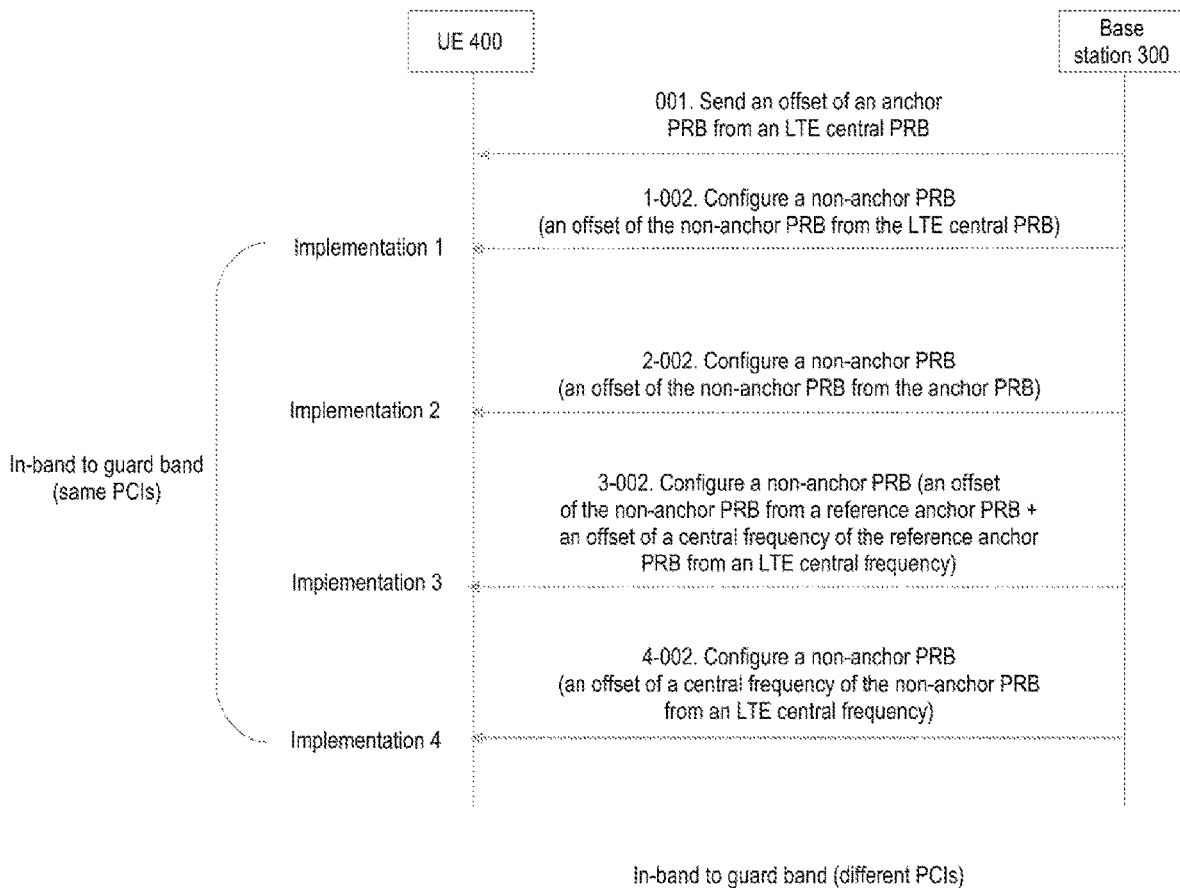 UE 400
Base
station 300
001. Send an offset of an anchor
PRB from an LTE central PRB
1-002. Configure a non-anchor PRB
(an offset of the non-anchor PRB from the LTE central PRB)
Implementation 1
2-002. Configure a non-anchor PRB
(an offset of the non-anchor PRB from the anchor PRB)
Implementation 2
In-band to guard band
(same PCIs)
3-002. Configure a non-anchor PRB (an offset
of the non-anchor PRB from a reference anchor PRB +
an offset of a central frequency of the reference anchor
PRB from an LTE central frequency)
Implementation 3
4-002. Configure a non-anchor PRB
(an offset of a central frequency of the non-anchor PRB
from an LTE central frequency)
Implementation 4
In-band to guard band (different PCIs)